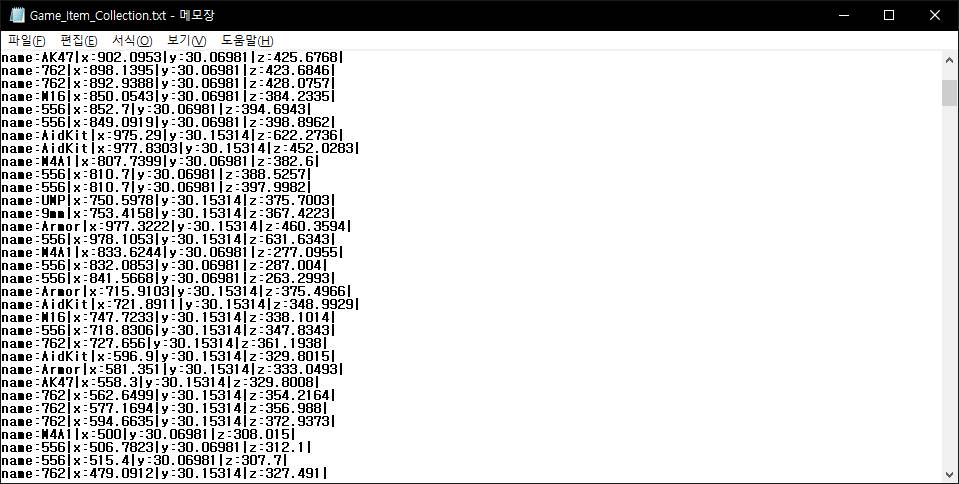 Game_Item_Collection.txt - 메모장
파일(F) 편집(E) 서식(O) 보기(V) 도움말(H)
name:AK47|x:902.0953|y:30.06981|z:425.6768|
name:762|x:898.1395|y:30.06981|z:423.6846|
name:762|x:892.9388|y:30.06981|z:428.0757|
name:M16|x:850.0543|y:30.06981|z:384.2335|
name:556|x:852.7|y:30.06981|z:394.6943|
name:556|x:849.0919|y:30.06981|z:398.8962|
name:AidKit|x:975.29|y:30.15314|z:622.2736|
name:AidKit|x:977.8303|y:30.15314|z:452.0283|
name:M4A1|x:807.7399|y:30.06981|z:382.6|
name:556|x:810.7|y:30.06981|z:388.5257|
name:556|x:810.7|y:30.06981|z:397.9982|
name:UMP|x:750.5978|y:30.15314|z:375.7003|
name:9mm|x:753.4158|y:30.15314|z:367.4223|
name:Armor|x:977.3222|y:30.15314|z:460.3594|
name:556|x:978.1053|y:30.15314|z:631.6343|
name:M4A1|x:833.6244|y:30.06981|z:277.0955|
name:556|x:832.0853|y:30.06981|z:287.004|
name:556|x:841.5668|y:30.06981|z:263.2993|
name:Armor|x:715.9103|y:30.15314|z:375.4966|
name:AidKit|x:721.8911|y:30.15314|z:348.9929|
name:M16|x:747.7233|y:30.15314|z:338.1014|
name:556|x:718.8306|y:30.15314|z:347.8343|
name:762|x:727.656|y:30.15314|z:361.1938|
name:AidKit|x:596.9|y:30.15314|z:329.8015|
name:Armor|x:581.351|y:30.15314|z:333.0493|
name:AK47|x:558.3|y:30.15314|z:329.8008|
name:762|x:562.6499|y:30.15314|z:354.2164|
name:762|x:577.1694|y:30.15314|z:356.988|
name:762|x:594.6635|y:30.15314|z:372.9373|
name:M4A1|x:500|y:30.06981|z:308.015|
name:556|x:506.7823|y:30.06981|z:312.1|
name:556|x:515.4|y:30.06981|z:307.7|
name:762|x:479.0912|y:30.15314|z:327.491|